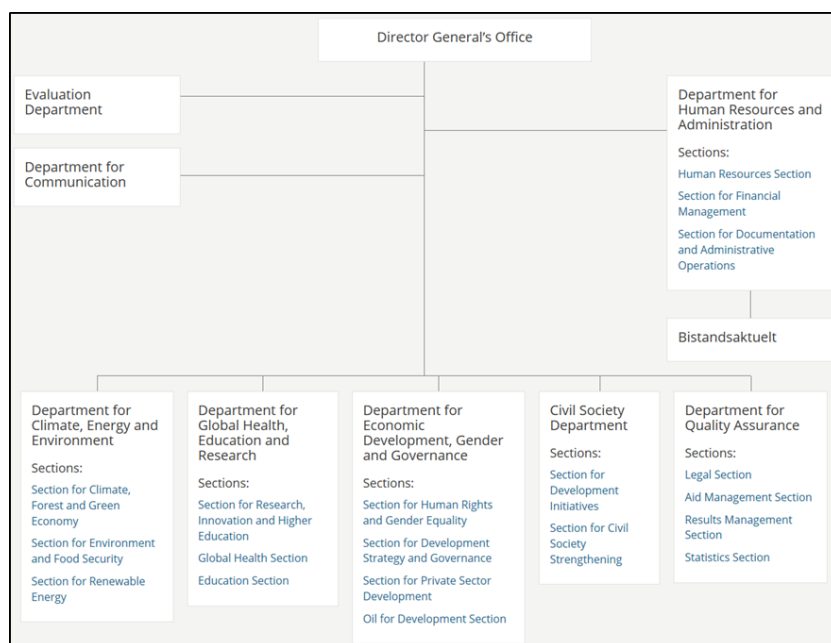 Director General's Office
Evaluation
Department
Department for
Communication
Department for
Human Resources and
Administration
Sections:
Human Resources Section
Section for Financial
Management
Section for Documentation
and Administrative
Operations
Bistandsaktuelt
Department for
Climate, Energy and
Environment
Sections:
Section for Climate,
Forest and Green
Economy
Section for Environment
and Food Security
Section for Renewable
Energy
Department for
Global Health,
Education and
Research
Sections:
Section for Research,
Innovation and Higher
Education
Global Health Section
Education Section
Department for
Economic
Development, Gender
and Governance
Sections:
Section for Human Rights
and Gender Equality
Section for Development
Strategy and Governance
Section for Private Sector
Development
Oil for Development Section
Civil Society
Department
Sections:
Section for
Development
Initiatives
Section for Civil
Society
Strengthening
Department for
Quality Assurance
Sections:
Legal Section
Aid Management Section
Results Management
Section
Statistics Section